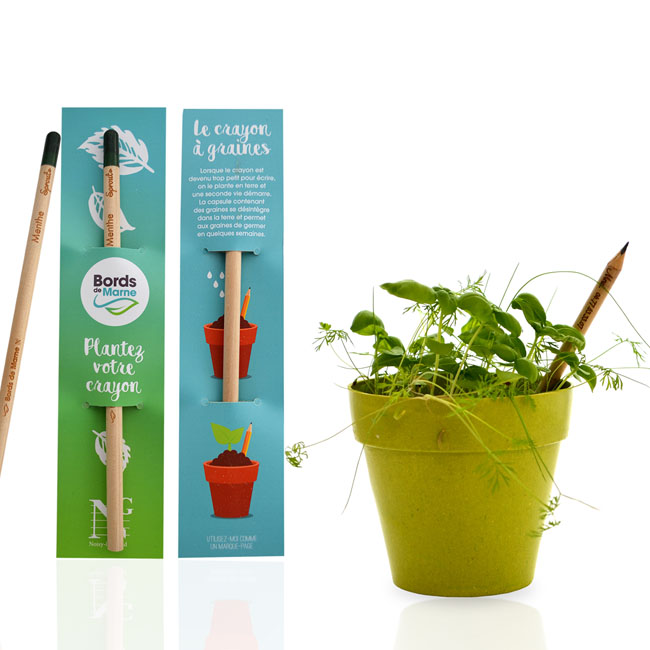 Menthe Sprout
Bords de Marne
Menthe Sprout
Bords
de Marne
Plantez
votre
crayon
NG
Le crayon
à graines
Lorsque le crayon est
devenu trop petit pour écrire,
on le plante en terre et
une seconde vie démarre.
La capsule contenant
des graines se désintègre
dans la terre et permet
aux graines de germer
en quelques semaines.
UTILISEZ-MOI COMME
UN MARQUE-PAGE